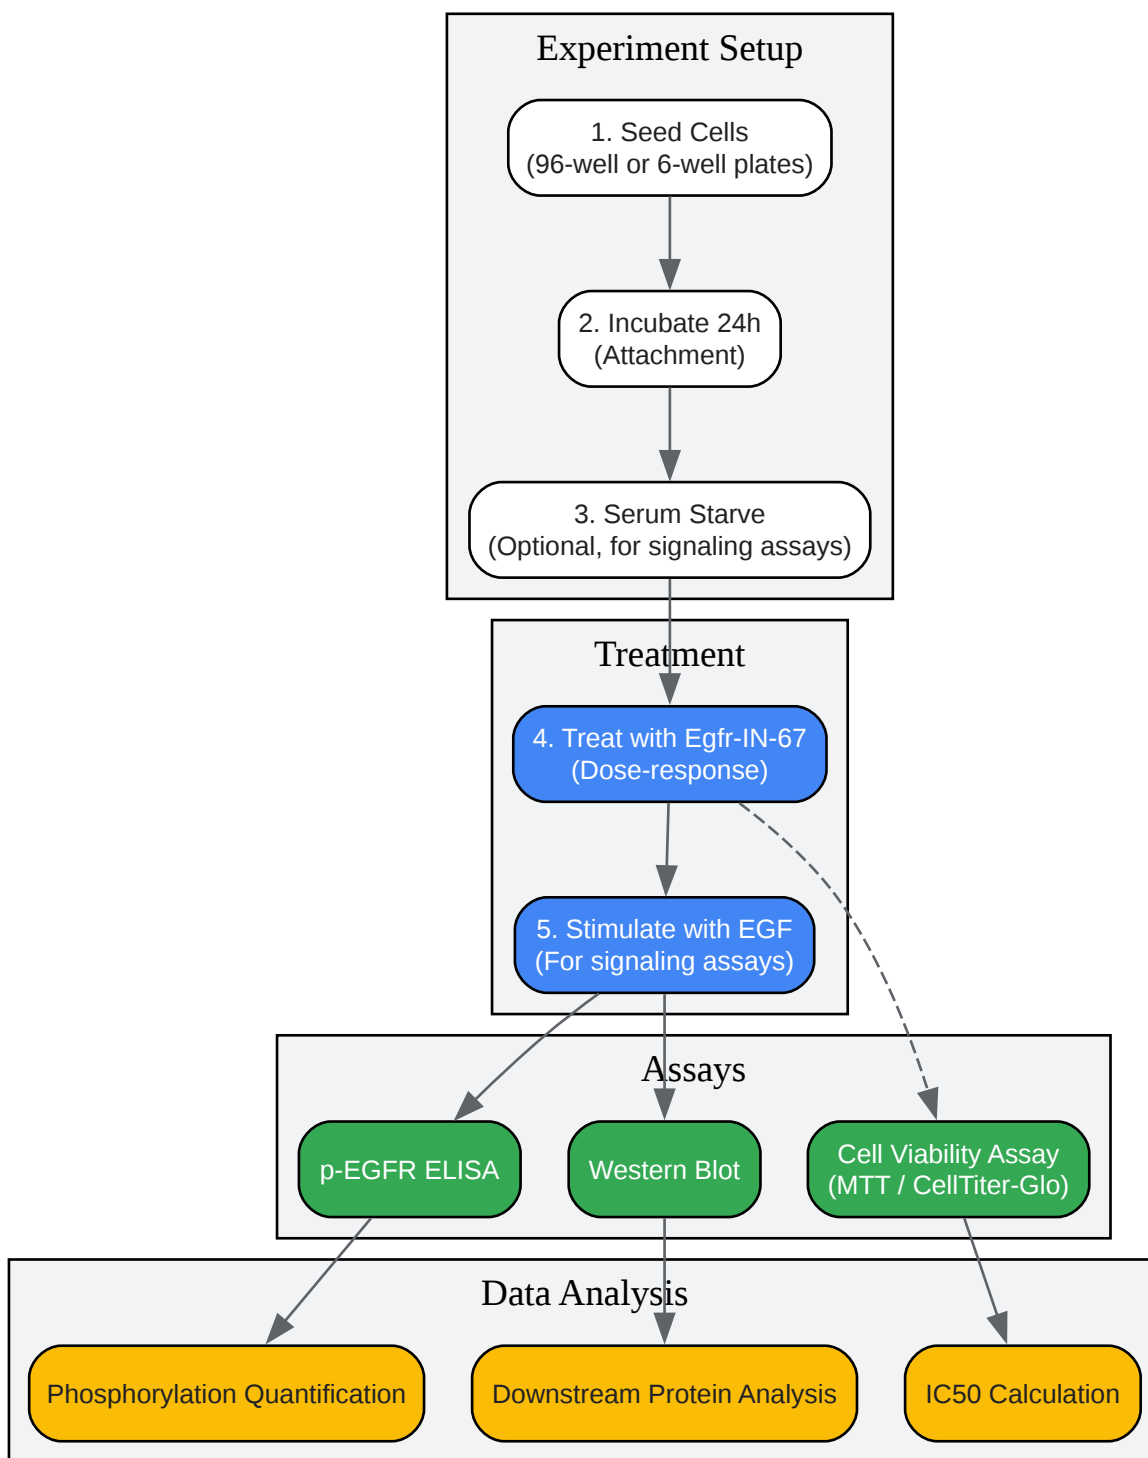 Experiment Setup
1. Seed Cells
(96-well or 6-well plates)
2. Incubate 24h
(Attachment)
3. Serum Starve
(Optional, for signaling assays)
Treatment
4. Treat with Egfr-IN-67
(Dose-response)
5. Stimulate with EGF
(For signaling assays)
Assays
p-EGFR ELISA
Western Blot
Cell Viability Assay
(MTT / CellTiter-Glo)
Data Analysis
Phosphorylation Quantification
Downstream Protein Analysis
IC50 Calculation